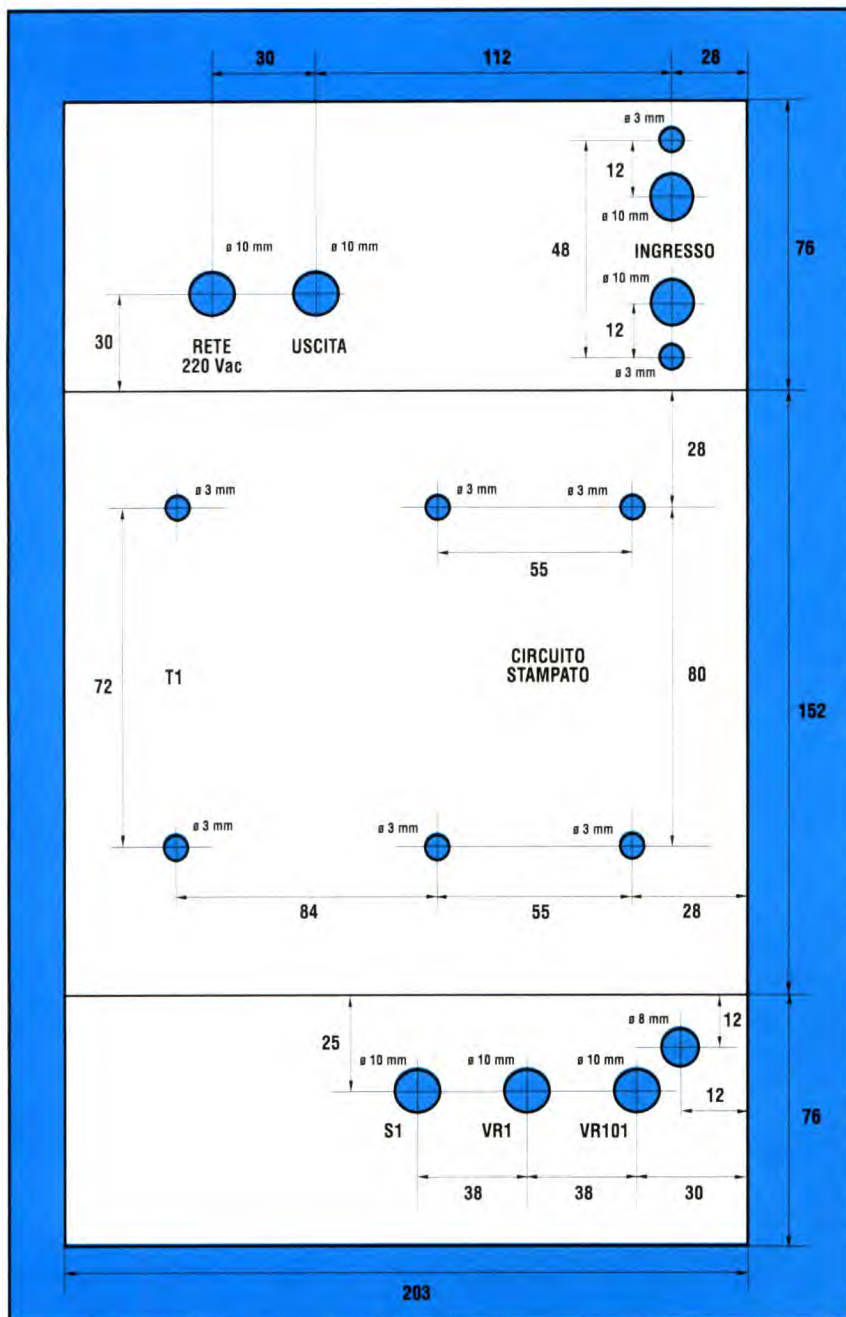 30 112 28
ø 3 mm
12
ø 10 mm
48 INGRESSO 76
ø 10 mm ø 10 mm
ø 10 mm
30 12
RETE USCITA
220 Vac
ø 3 mm
28
ø 3 mm ø 3 mm ø 3 mm
55
CIRCUITO
STAMPATO
72 T1 80
152
ø 3 mm ø 3 mm ø 3 mm
84 55 28
ø 8 mm 12
25
ø 10 mm ø 10 mm ø 10 mm
12
S1 VR1 VR101
76
38 38 30
203